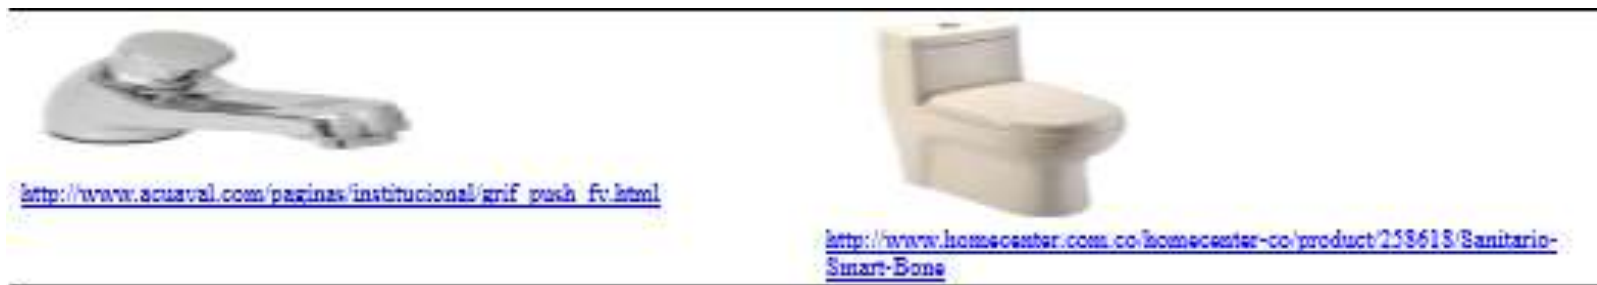 http://www.acuaval.com/paginas/institucional/grif_push_fv.html
http://www.homecenter.com.co/homecenter-co/product/258618/Sanitario-
Smart-Bone